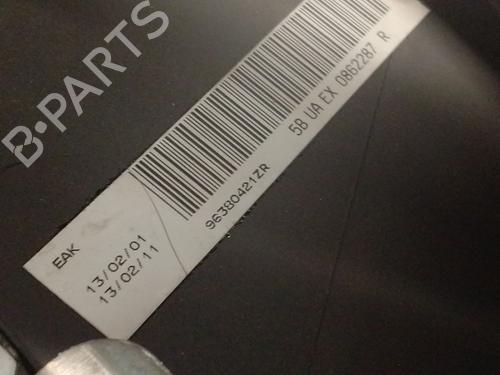 B-PARTS
5B UA EX 0862287 R
96380421ZR
EAK
13/02/01
13/02/11